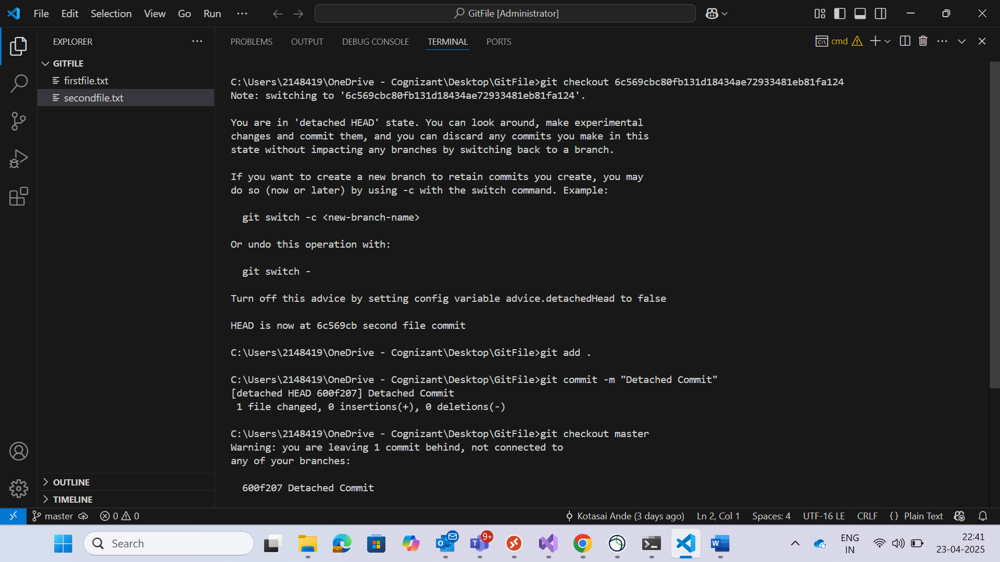 File Edit Selection View Go Run ···
GitFile [Administrator]
EXPLORER
GITFILE
firstfile.txt
secondfile.txt
OUTLINE
TIMELINE
PROBLEMS OUTPUT DEBUG CONSOLE TERMINAL PORTS
cmd
C:\Users\2148419\OneDrive - Cognizant\Desktop\GitFile>git checkout 6c569cbc80fb131d18434ae72933481eb81fa124
Note: switching to '6c569cbc80fb131d18434ae72933481eb81fa124'.
You are in 'detached HEAD' state. You can look around, make experimental
changes and commit them, and you can discard any commits you make in this
state without impacting any branches by switching back to a branch.
If you want to create a new branch to retain commits you create, you may
do so (now or later) by using -c with the switch command. Example:
git switch -c <new-branch-name>
Or undo this operation with:
git switch -
Turn off this advice by setting config variable advice.detachedHead to false
HEAD is now at 6c569cb second file commit
C:\Users\2148419\OneDrive - Cognizant\Desktop\GitFile>git add .
C:\Users\2148419\OneDrive - Cognizant\Desktop\GitFile>git commit -m "Detached Commit"
[detached HEAD 600f207] Detached Commit
1 file changed, 0 insertions(+), 0 deletions(-)
C:\Users\2148419\OneDrive - Cognizant\Desktop\GitFile>git checkout master
Warning: you are leaving 1 commit behind, not connected to
any of your branches:
600f207 Detached Commit
master 0 0
Kotasai Ande (3 days ago) Ln 2, Col 1 Spaces: 4 UTF-16 LE CRLF {} Plain Text
Search
9+
ENG
IN
22:41
23-04-2025